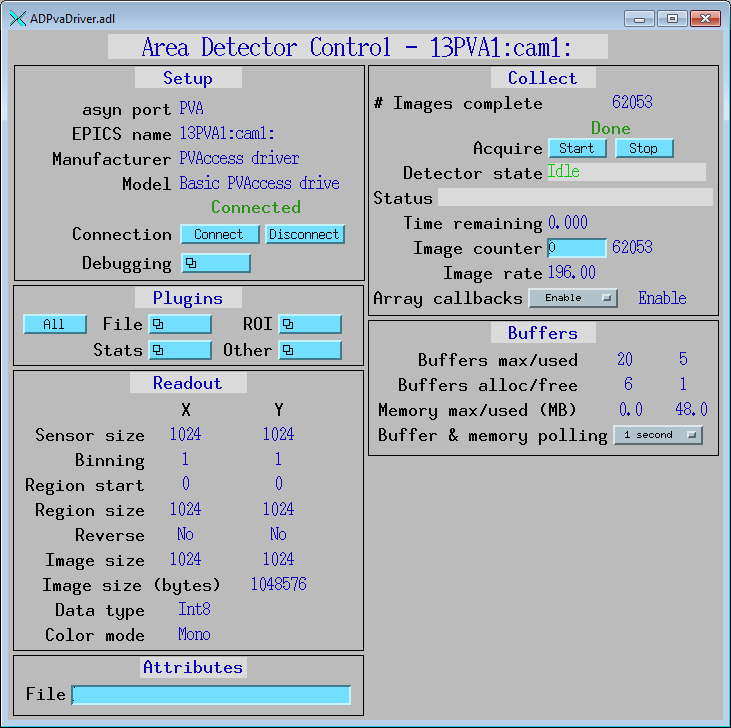 ADPvaDriver.adl
Area Detector Control - 13PVA1:cam1:
Setup
asyn port PVA
EPICS name 13PVA1:cam1:
Manufacturer PVAccess driver
Model Basic PVAccess drive
Connected
Connection Connect Disconnect
Debugging
Plugins
All File ROI
Stats Other
Readout
X Y
Sensor size 1024 1024
Binning 1 1
Region start 0 0
Region size 1024 1024
Reverse No No
Image size 1024 1024
Image size (bytes) 1048576
Data type Int8
Color mode Mono
Attributes
File
Collect
# Images complete 62053
Done
Acquire Start Stop
Detector state Idle
Status
Time remaining 0.000
Image counter 0 62053
Image rate 196.00
Array callbacks Enable Enable
Buffers
Buffers max/used 20 5
Buffers alloc/free 6 1
Memory max/used (MB) 0.0 48.0
Buffer & memory polling 1 second